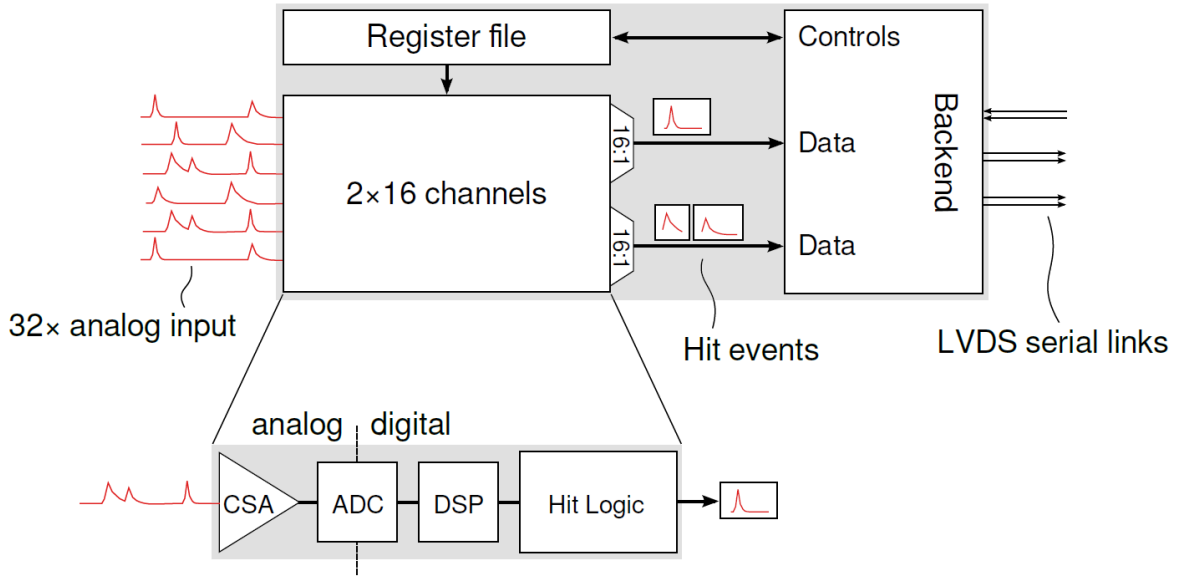 Register file
Controls
2×16 channels
16:1
16:1
Data
Data
Backend
32× analog input
Hit events
LVDS serial links
analog
digital
CSA
ADC
DSP
Hit Logic